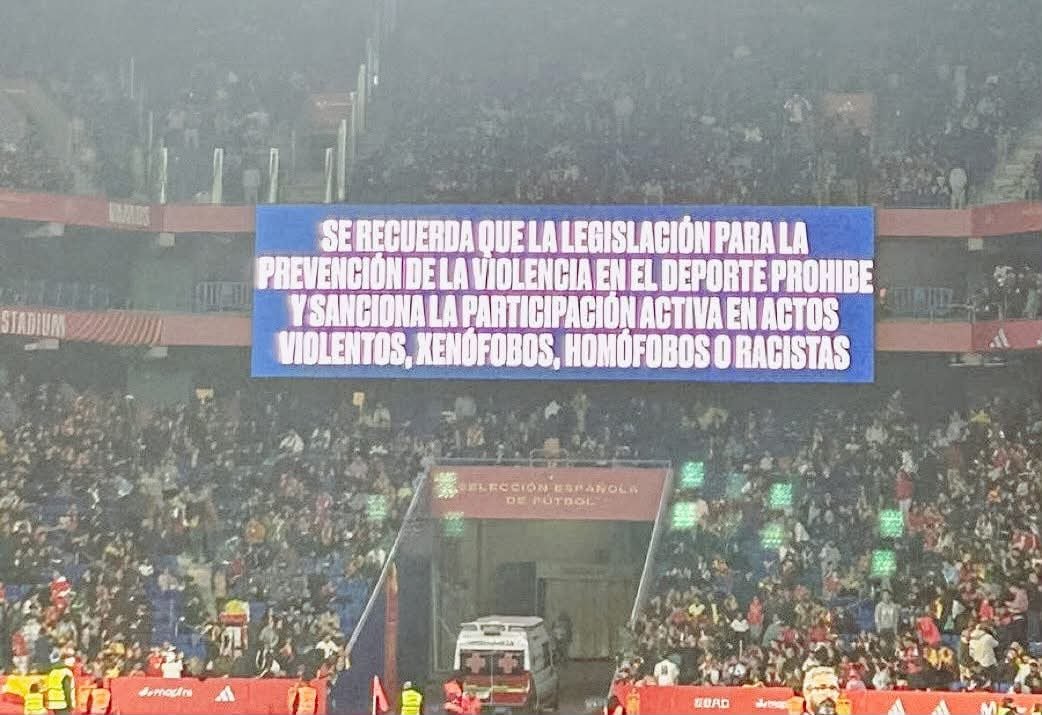 SE RECUERDA QUE LA LEGISLACIÓN PARA LA
PREVENCIÓN DE LA VIOLENCIA EN EL DEPORTE PROHIBE
Y SANCIONA LA PARTICIPACIÓN ACTIVA EN ACTOS
VIOLENTOS, XENÓFOBOS, HOMÓFOBOS O RACISTAS
STADIUM
SELECCIÓN ESPAÑOLA
DE FÚTBOL
mapfre